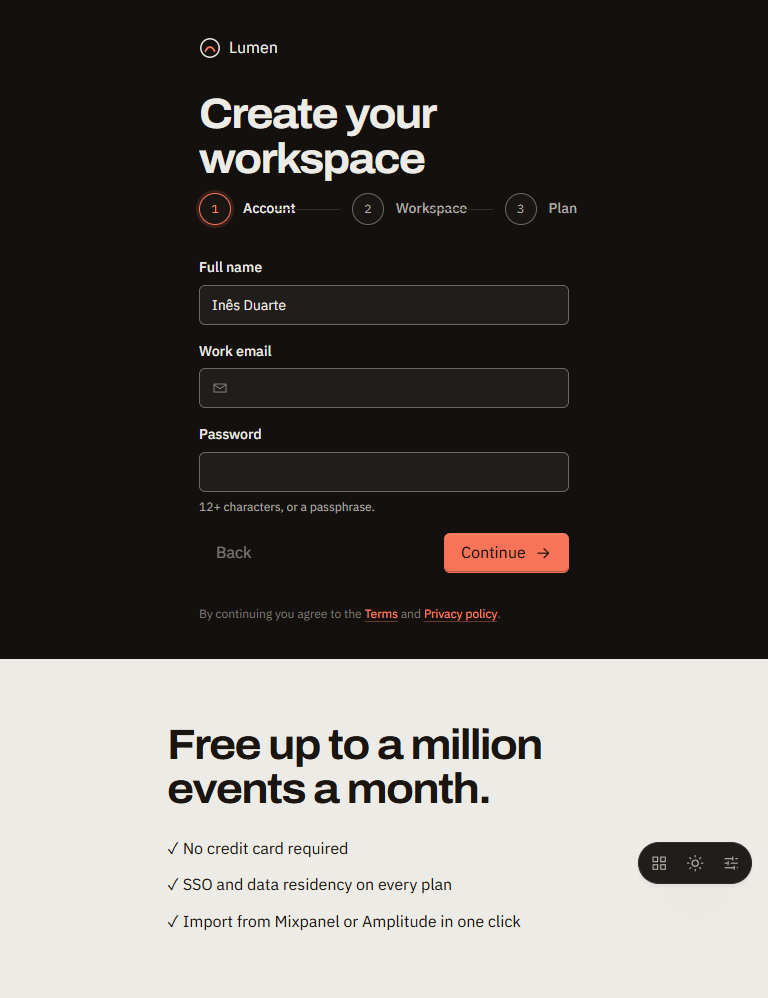 Lumen
Create your
workspace
1 Account 2 Workspace 3 Plan
Full name
Inês Duarte
Work email
Password
12+ characters, or a passphrase.
Back Continue →
By continuing you agree to the Terms and Privacy policy.
Free up to a million
events a month.
✓ No credit card required
✓ SSO and data residency on every plan
✓ Import from Mixpanel or Amplitude in one click